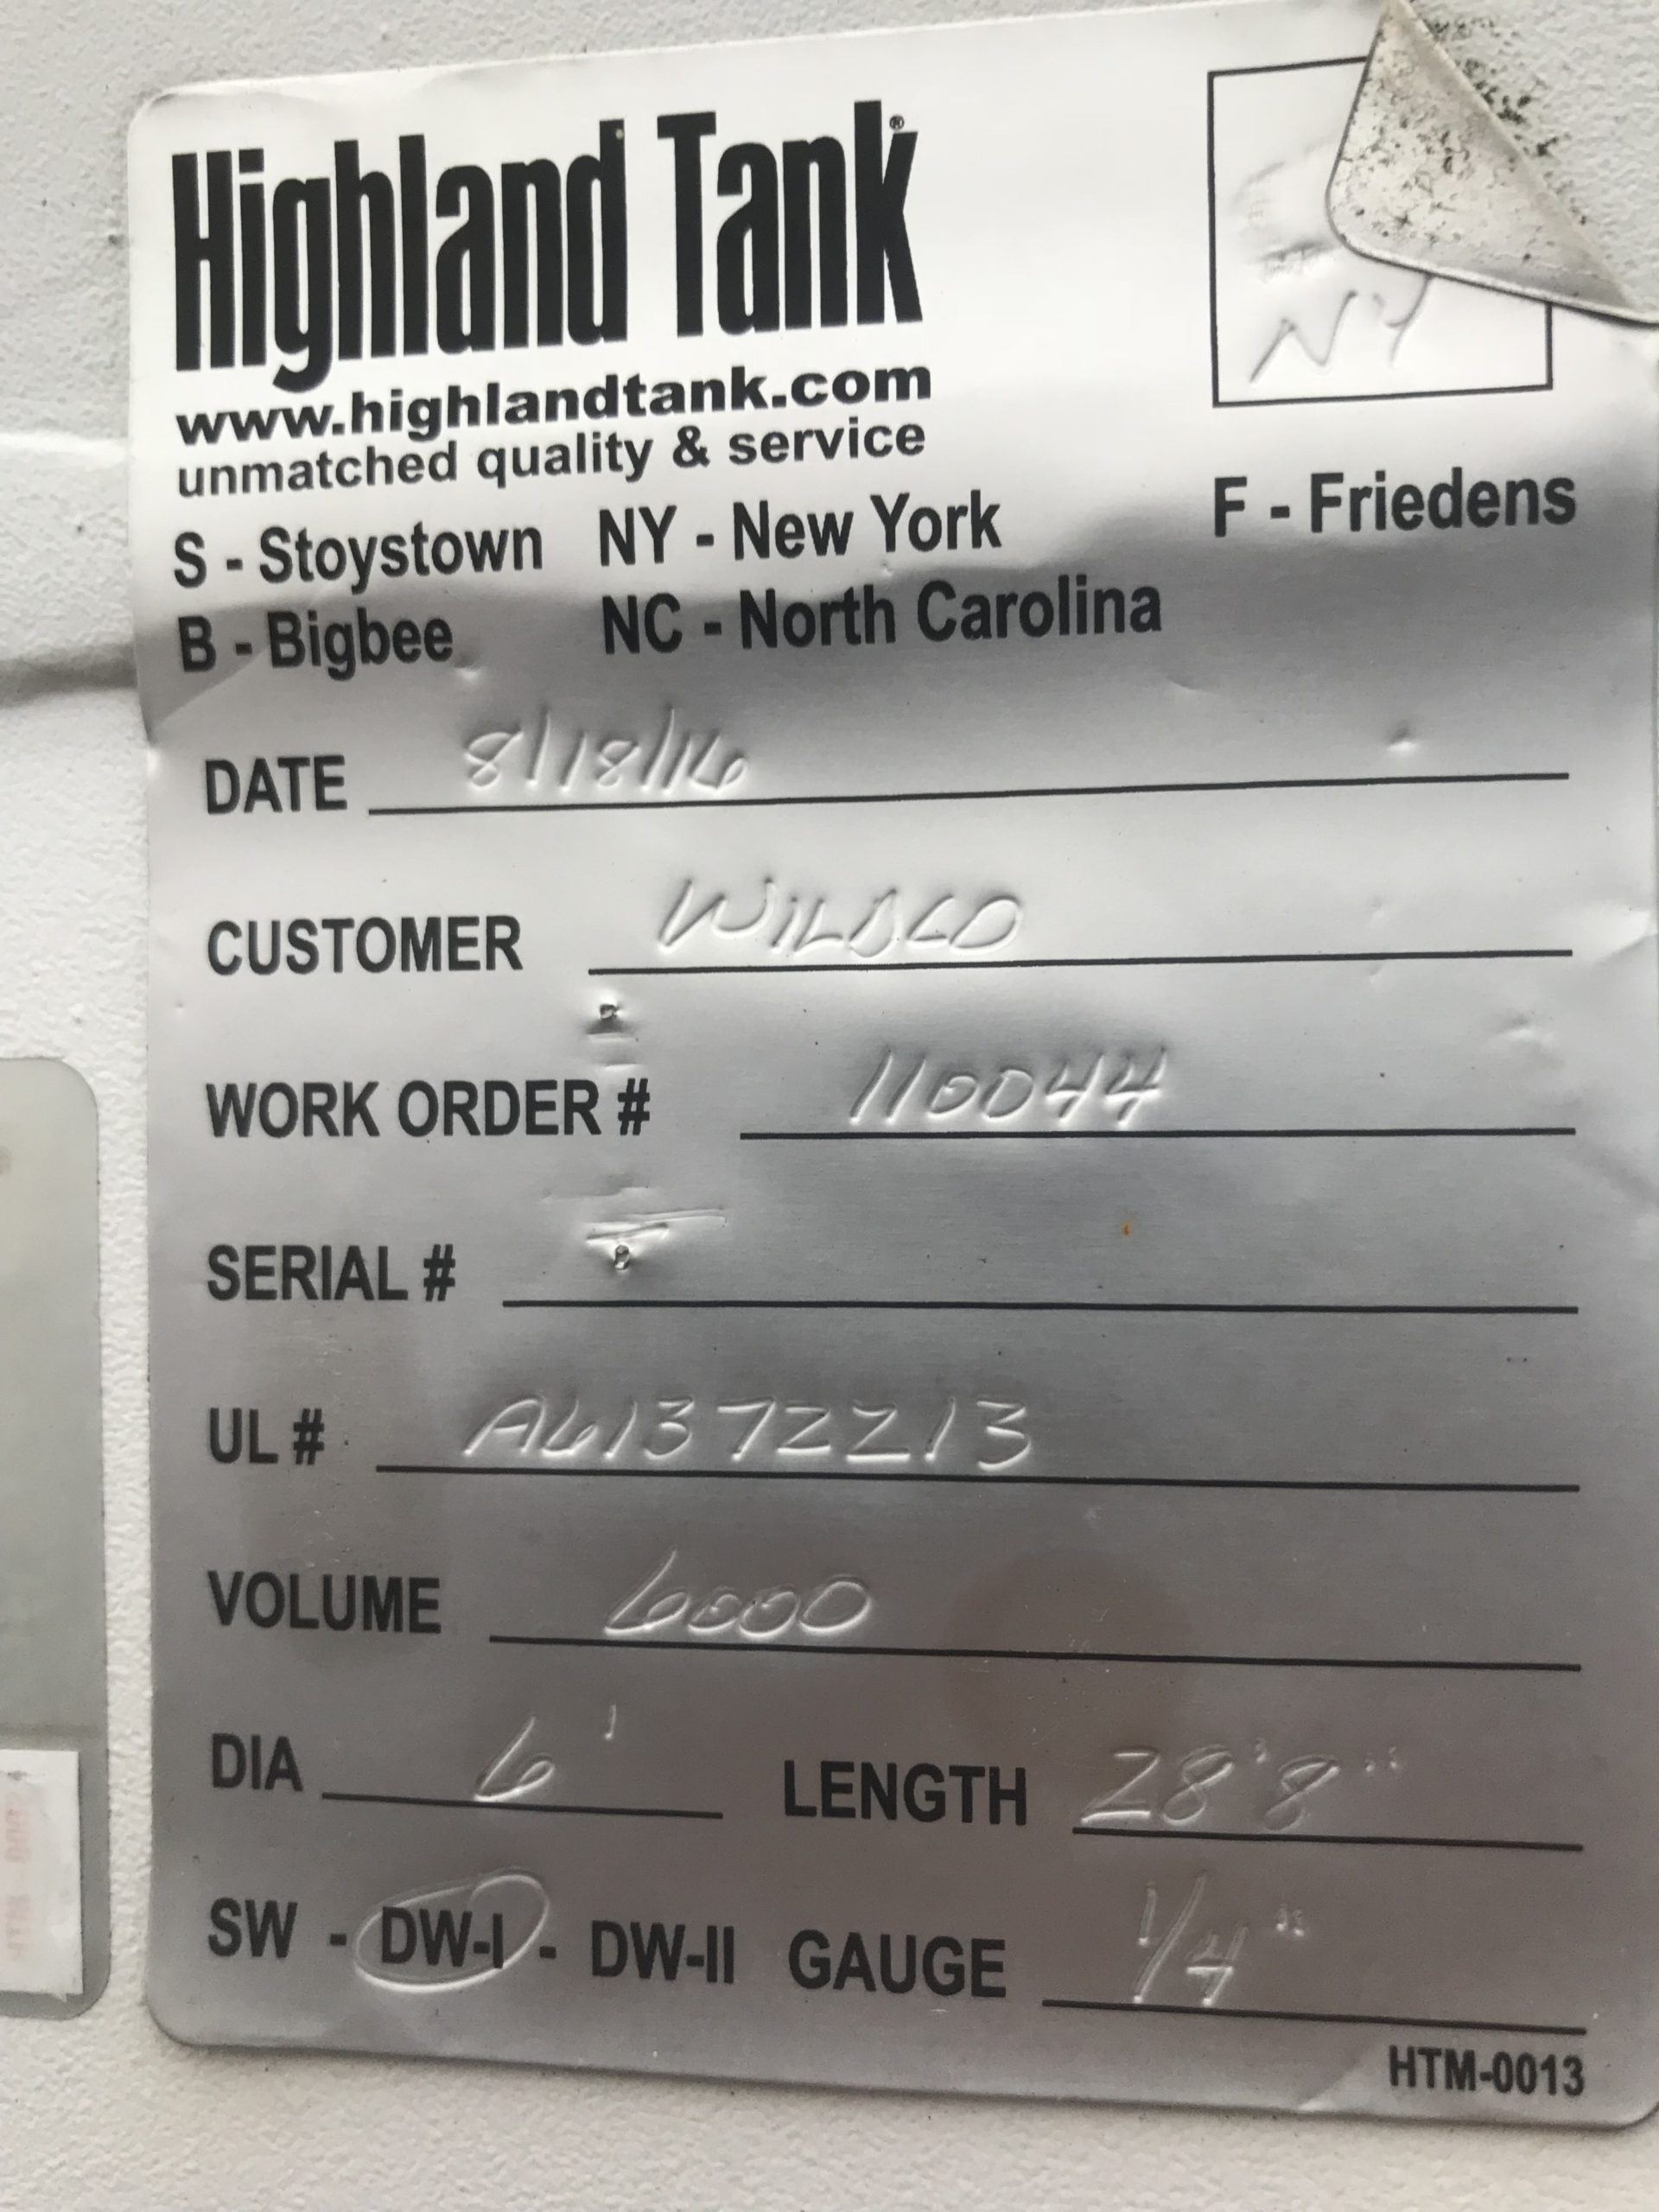 Highland Tank®
www.highlandtank.com
unmatched quality & service
NY
S - Stoystown NY - New York F - Friedens
B - Bigbee NC - North Carolina
DATE 8/18/16
CUSTOMER WILDCO
WORK ORDER # 110044
SERIAL #
UL # A61372213
VOLUME 6000
DIA 6' LENGTH 28'8"
SW - DW-I - DW-II GAUGE 1/4"
HTM-0013